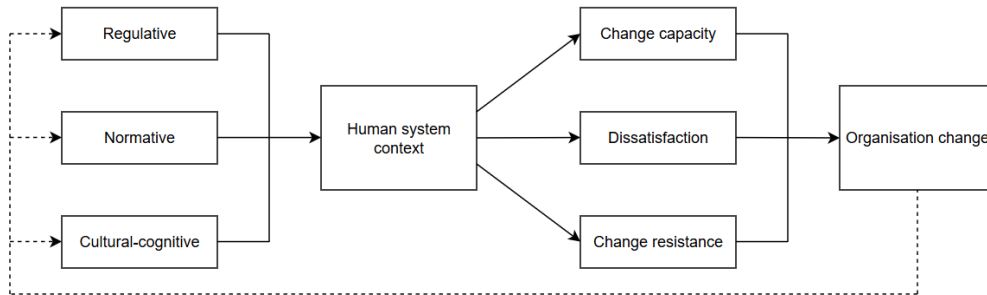 Regulative
Normative
Cultural-cognitive
Human system
context
Change capacity
Dissatisfaction
Change resistance
Organisation change